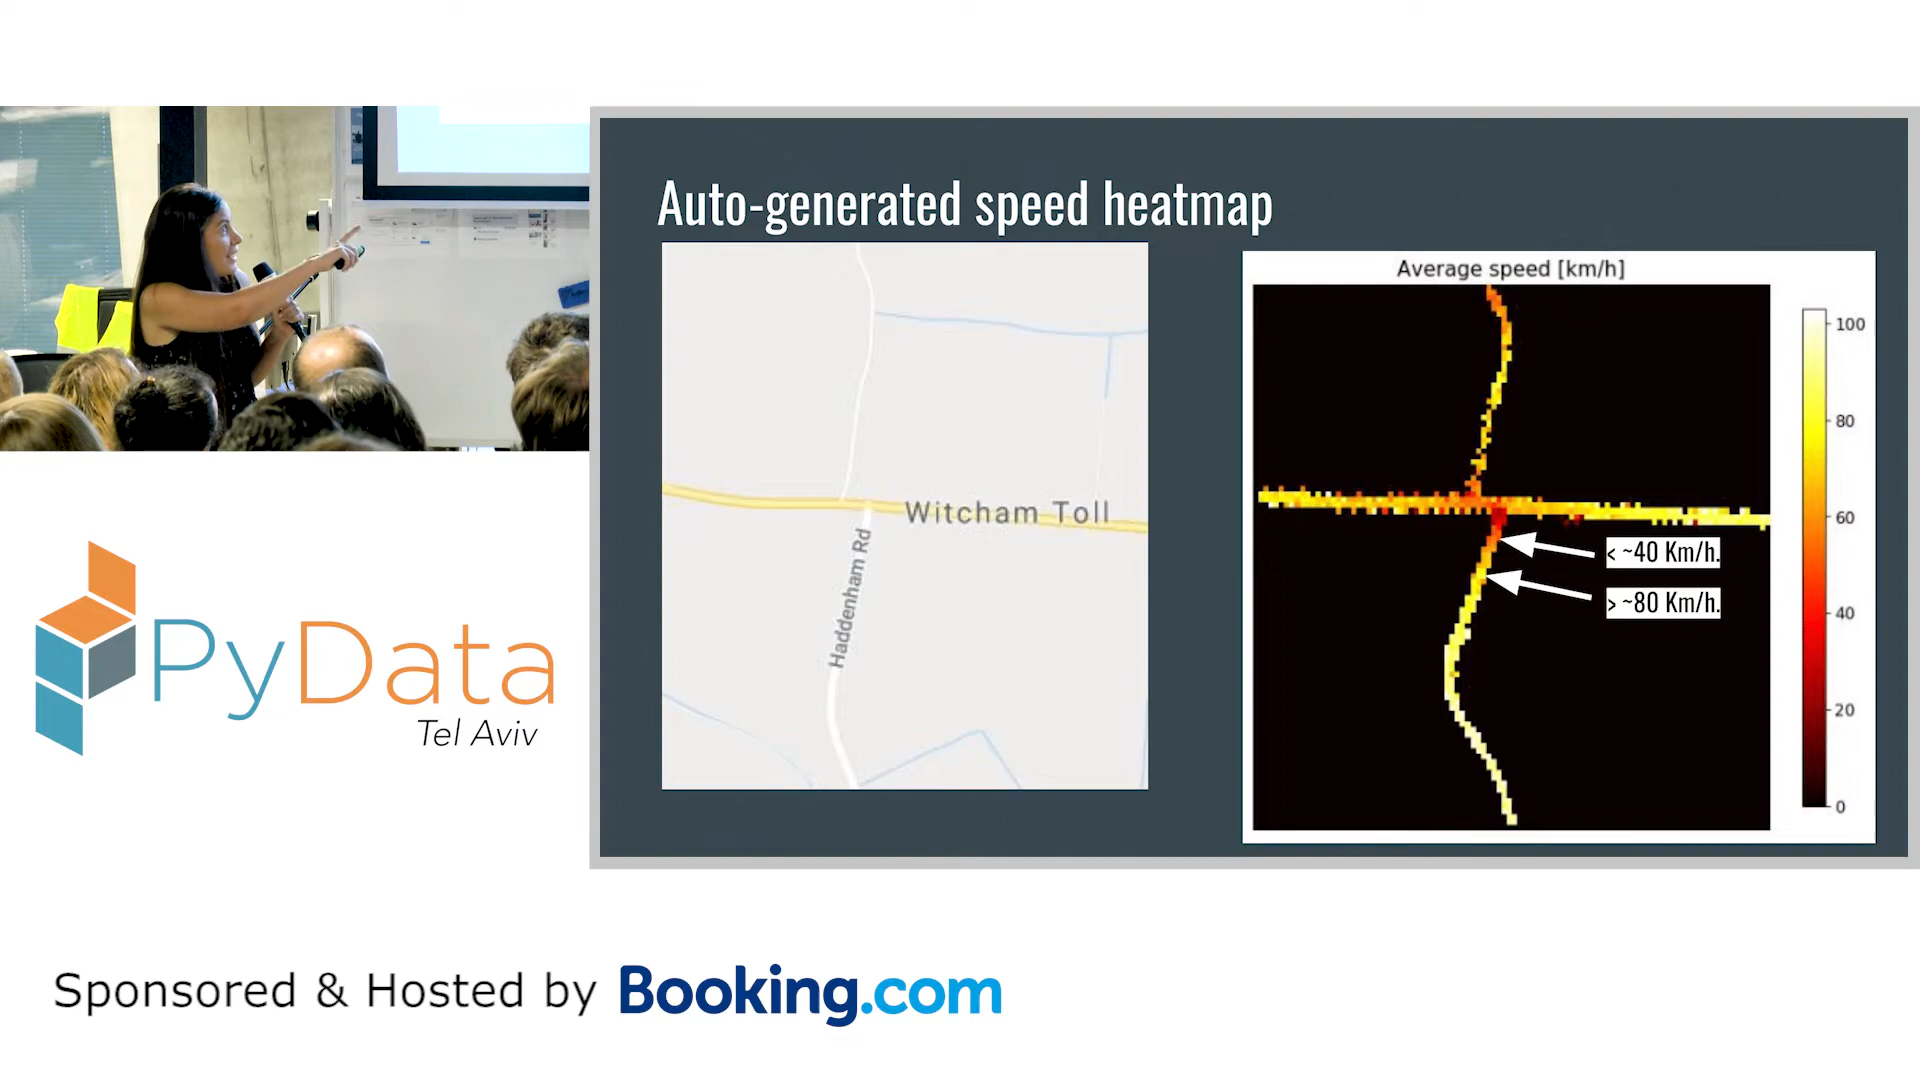 Auto-generated speed heatmap
Witcham Toll
Haddenham Rd
Average speed [km/h]
100
80
60
40
20
0
< ~40 Km/h.
> ~80 Km/h.
PyData
Tel Aviv
Sponsored & Hosted by Booking.com